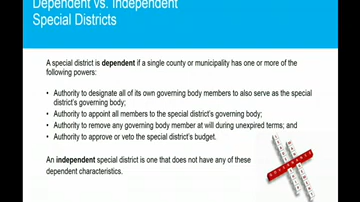 Dependent vs. Independent
Special Districts
A special district is dependent if a single county or municipality has one or more of the
following powers:
• Authority to designate all of its own governing body members to also serve as the special
district's governing body;
• Authority to appoint all members to the special district's governing body;
• Authority to remove any governing body member at will during unexpired terms; and
• Authority to approve or veto the special district's budget.
An independent special district is one that does not have any of these
dependent characteristics.